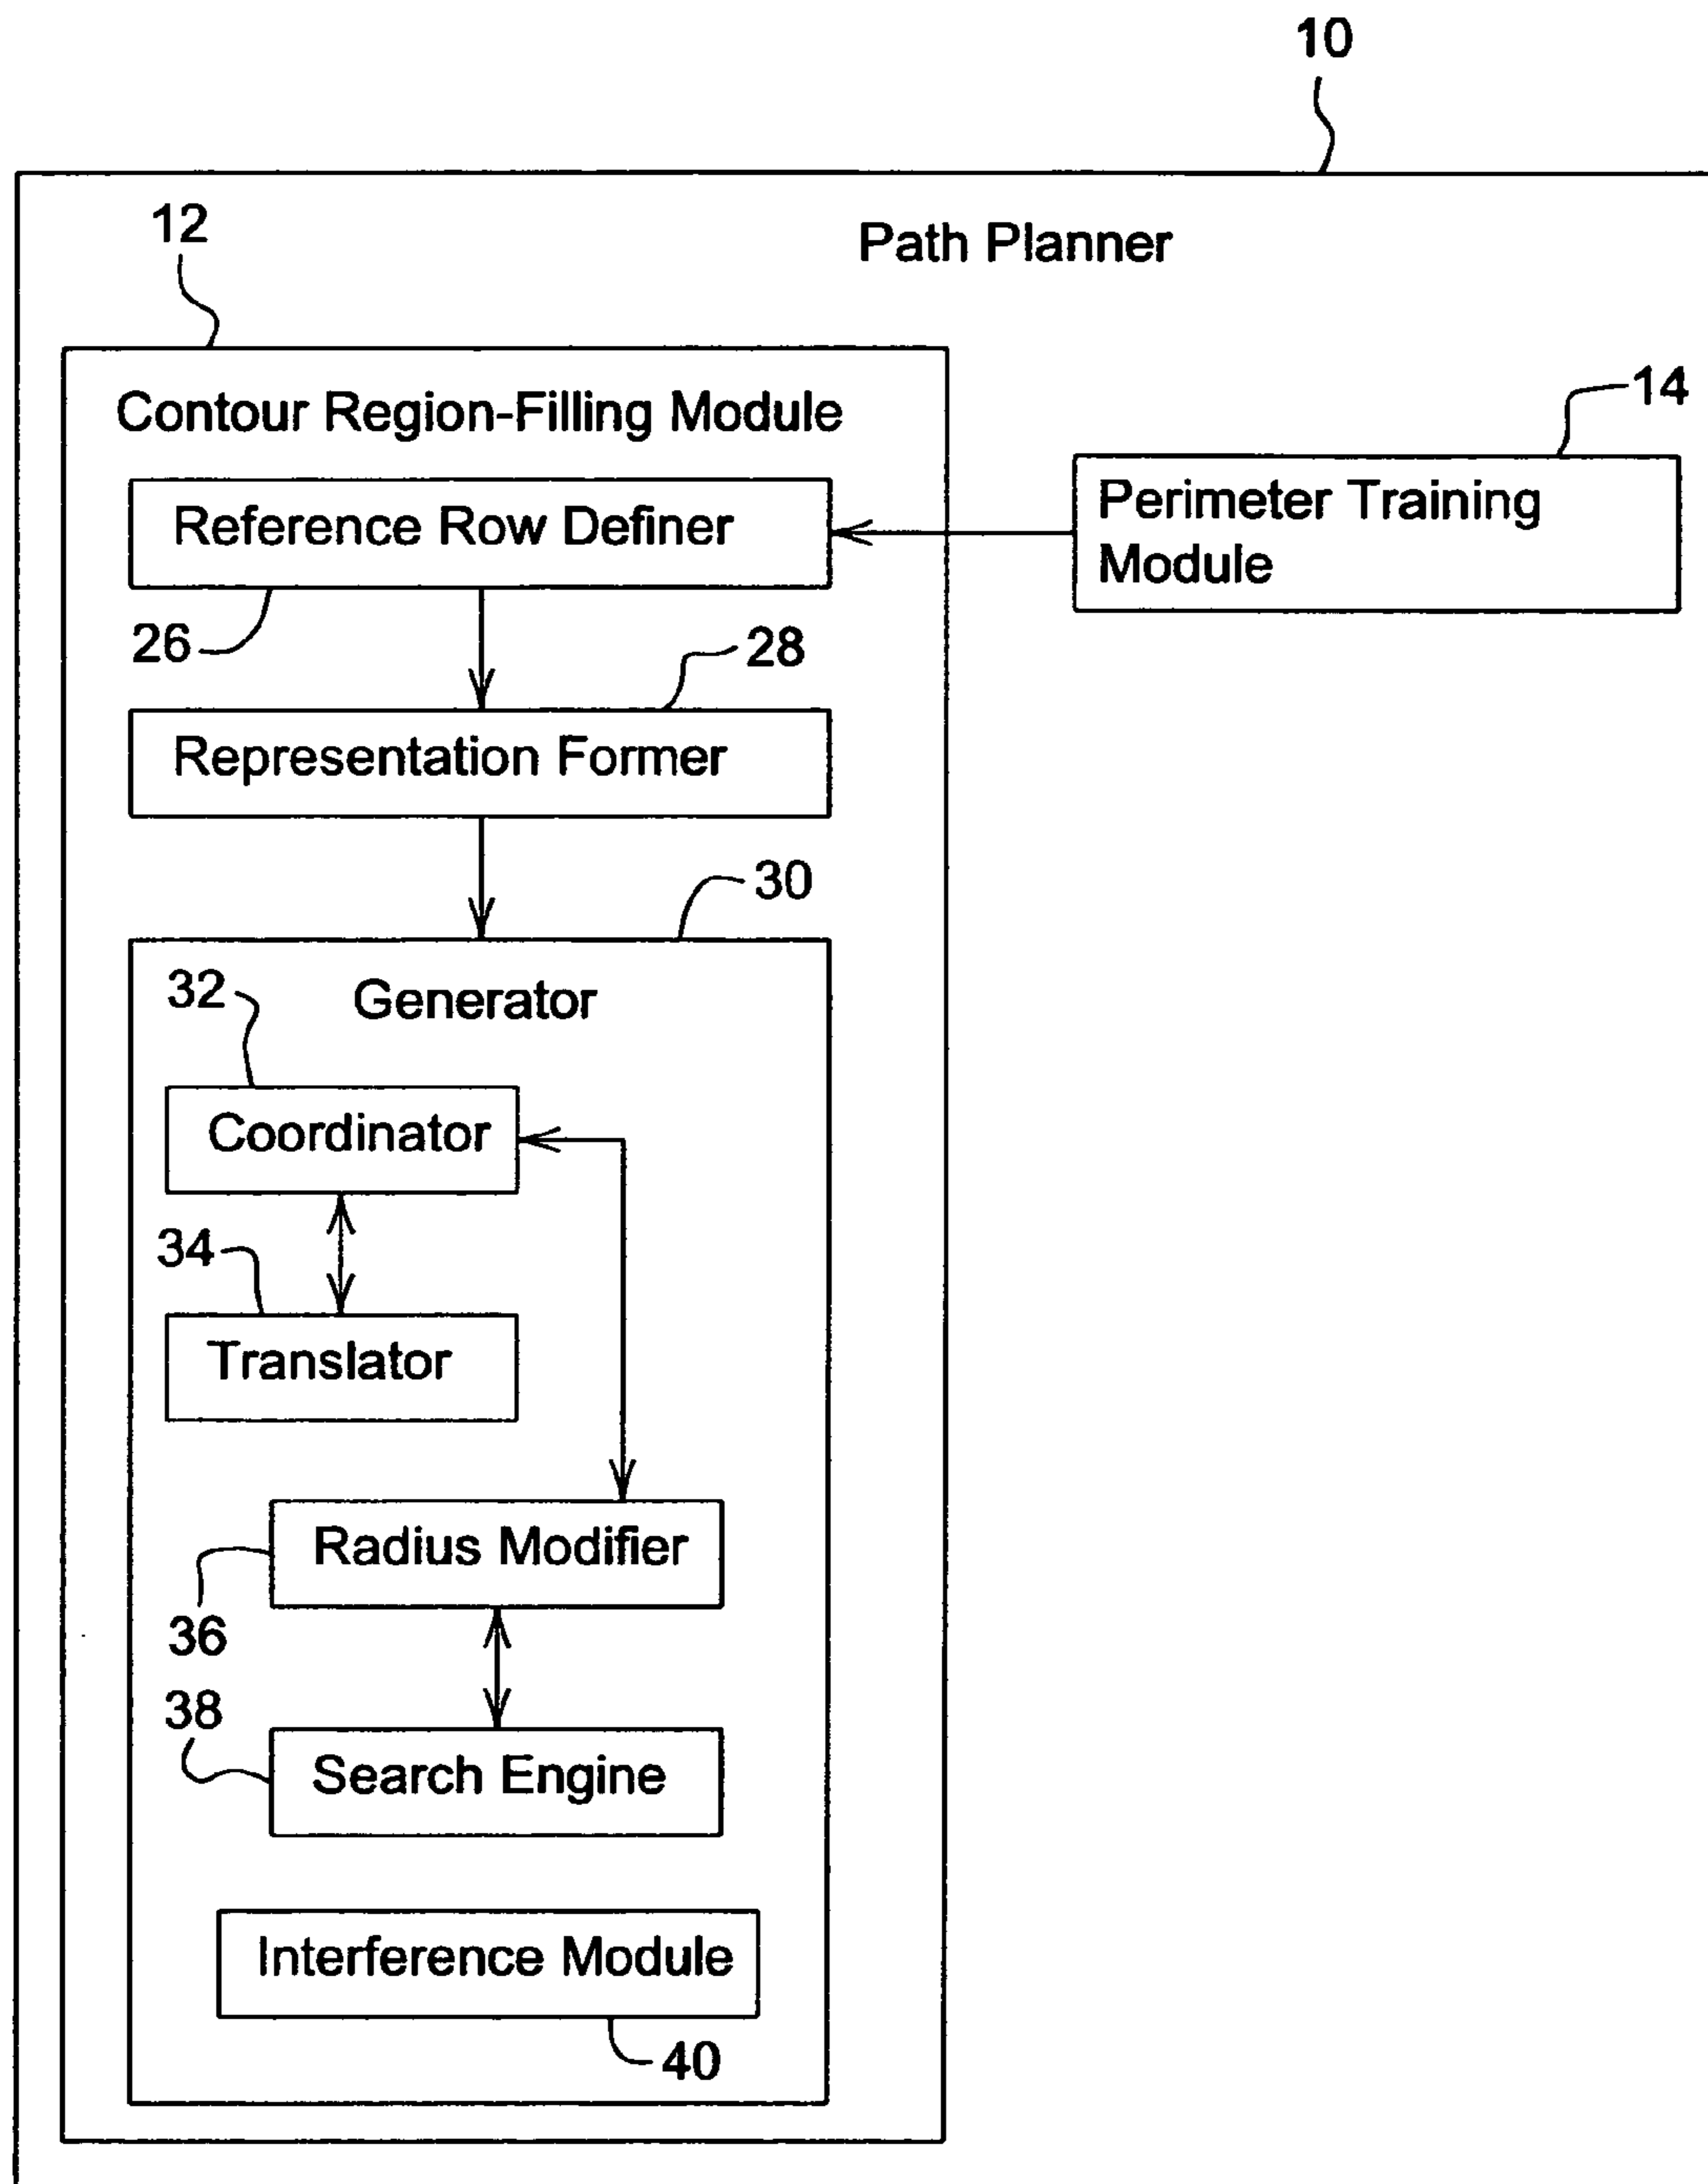 10
12
Path Planner
Contour Region-Filling Module
14
Reference Row Definer
Perimeter Training
Module
26
28
Representation Former
30
32
Generator
Coordinator
34
Translator
Radius Modifier
36
38
Search Engine
Interference Module
40